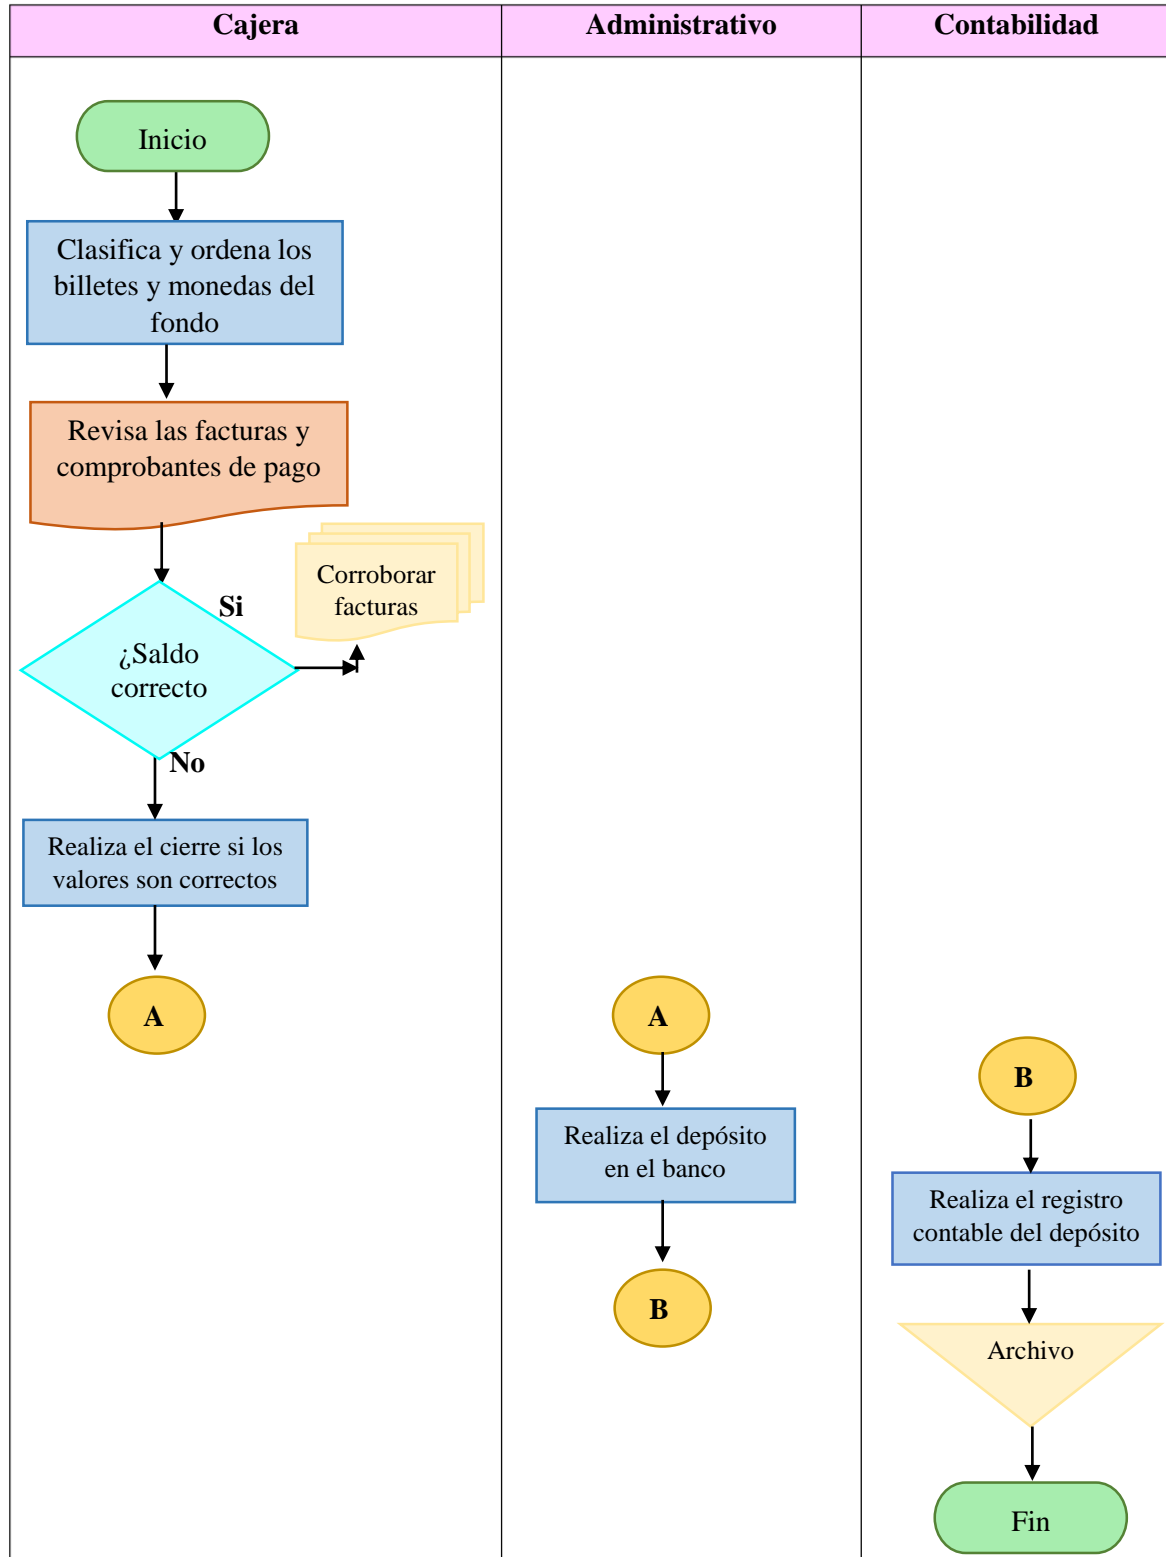 Cajera
Administrativo
Contabilidad
Inicio
Clasifica y ordena los
billetes y monedas del
fondo
Revisa las facturas y
comprobantes de pago
Corroborar
facturas
Si
¿Saldo
correcto
No
Realiza el cierre si los
valores son correctos
A
A
Realiza el depósito
en el banco
B
B
Realiza el registro
contable del depósito
Archivo
Fin